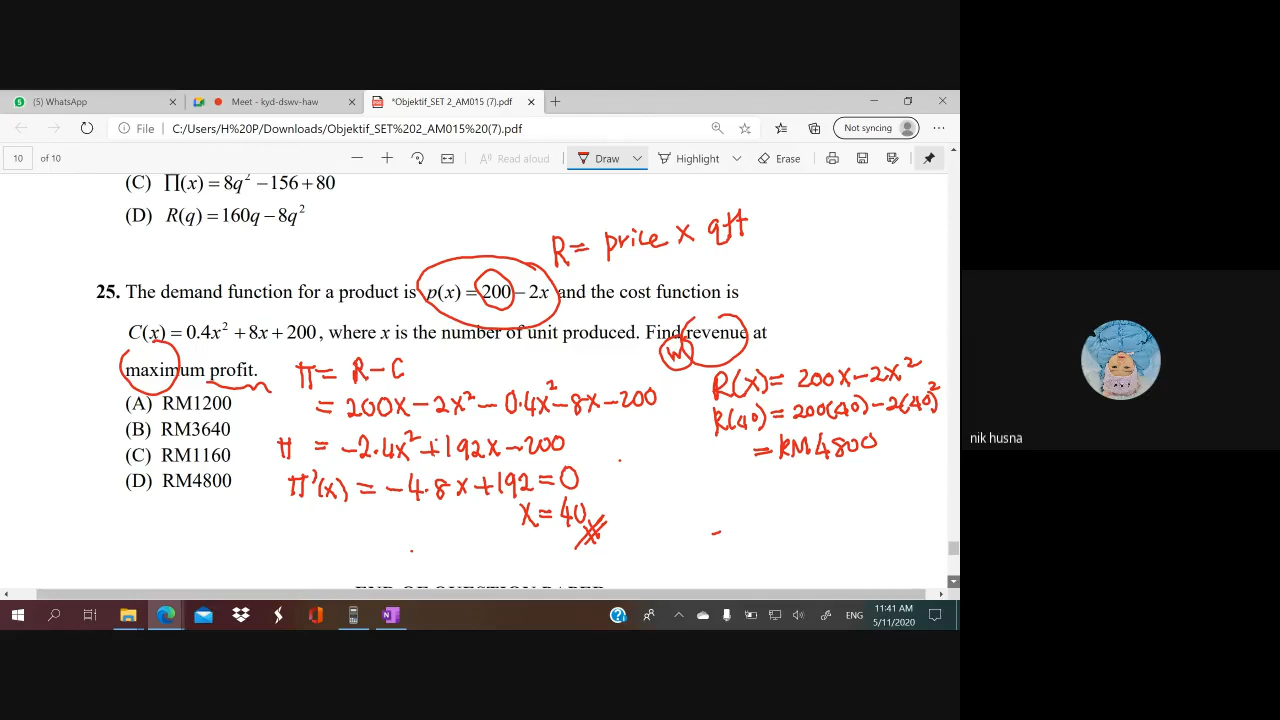 (5) WhatsApp
Meet - kyd-dswv-haw
*Objektif_SET 2_AM015 (7).pdf
File C:/Users/H%20P/Downloads/Objektif_SET%202_AM015%20(7).pdf
Not syncing
10 of 10
Read aloud
Draw
Highlight
Erase
(C) ∏(x) = 8q² −156 + 80
(D) R(q) = 160q − 8q²
R = price x qtt
25. The demand function for a product is p(x) = 200 − 2x and the cost function is
C(x) = 0.4x² + 8x + 200, where x is the number of unit produced. Find revenue at
maximum profit.
(A) RM1200
(B) RM3640
(C) RM1160
(D) RM4800
π = R − C
= 200x − 2x² − 0.4x² − 8x − 200
π = −2.4x² + 192x − 200
π'(x) = −4.8x + 192 = 0
x = 40
R(x) = 200x − 2x²
R(40) = 200(40) − 2(40)²
= RM4800
END OF QUESTION PAPER
nik husna
ENG
11:41 AM
5/11/2020